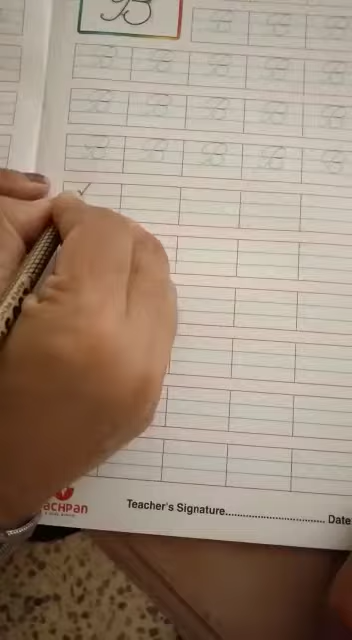 B
B B B
B B B B B
B B B B B
B B B B B
Teacher's Signature.................................. Date